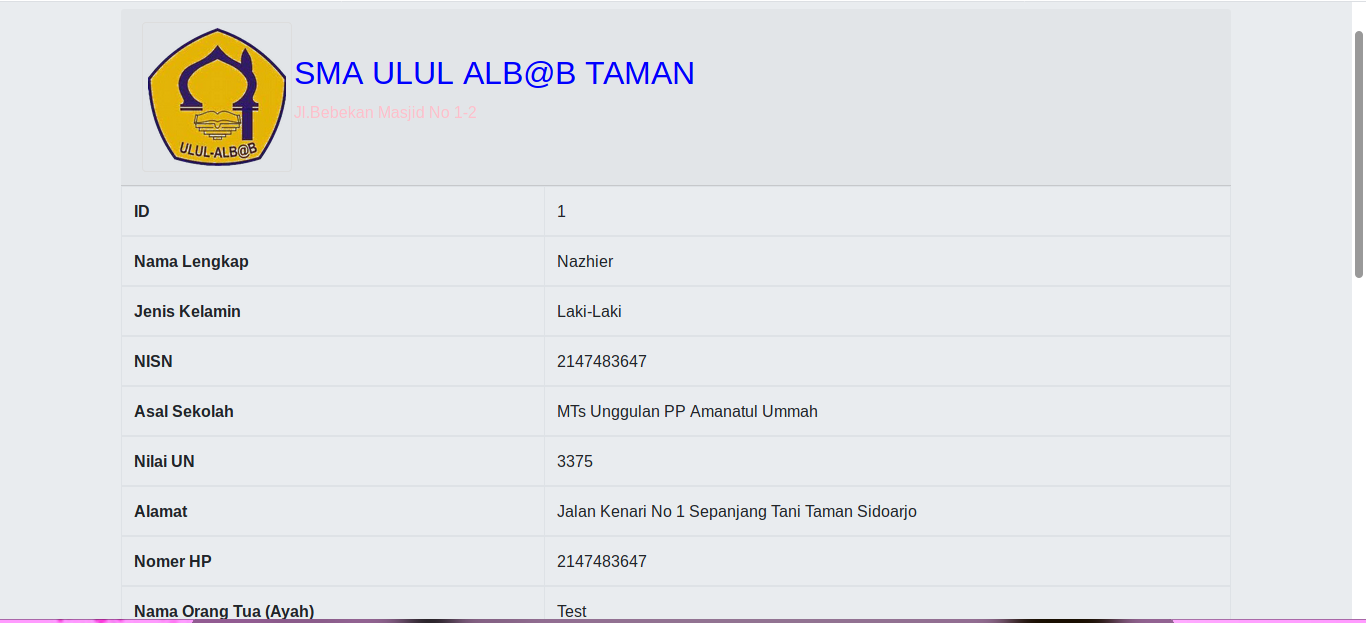 SMA ULUL ALB@B TAMAN
Jl.Bebekan Masjid No 1-2
ULUL-ALB@B
ID 1
Nama Lengkap Nazhier
Jenis Kelamin Laki-Laki
NISN 2147483647
Asal Sekolah MTs Unggulan PP Amanatul Ummah
Nilai UN 3375
Alamat Jalan Kenari No 1 Sepanjang Tani Taman Sidoarjo
Nomer HP 2147483647
Nama Orang Tua (Ayah) Test